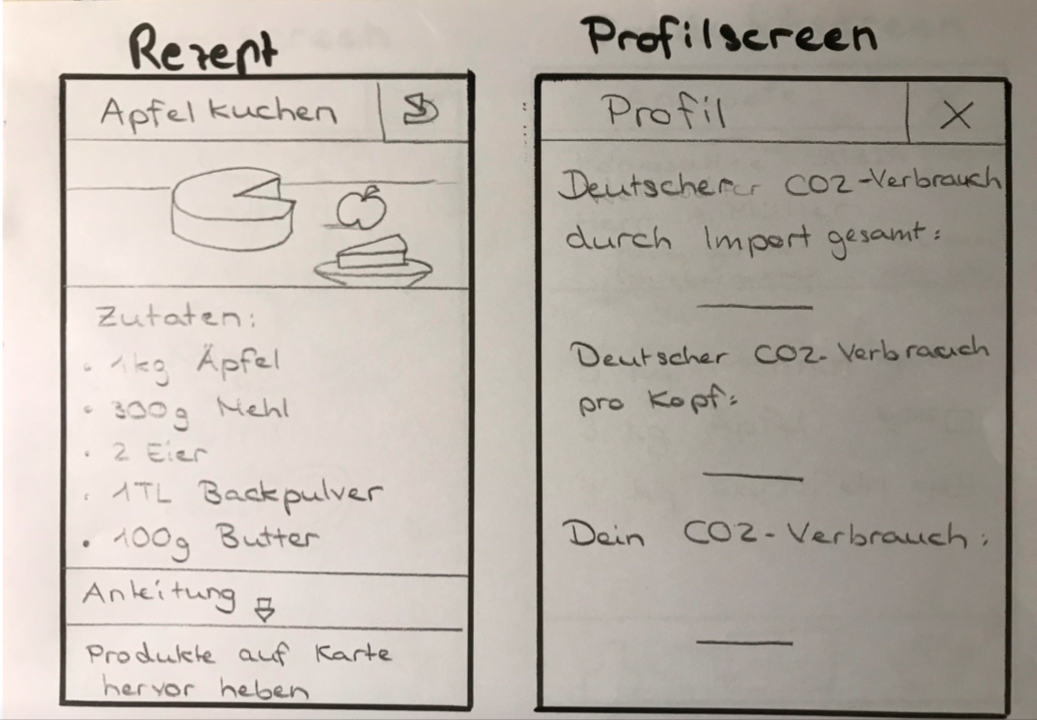 Rezept
Apfelkuchen
Zutaten:
• 1kg Äpfel
• 300g Mehl
• 2 Eier
• 1TL Backpulver
• 100g Butter
Anleitung
Produkte auf Karte
hervor heben
Profilscreen
Profil X
Deutscherer CO2-Verbrauch
durch Import gesamt:
Deutscher CO2-Verbrauch
pro Kopf:
Dein CO2-Verbrauch: